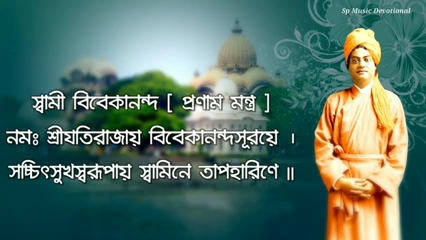 Sp Music Devotional
স্বামী বিবেকানন্দ [ প্রণাম মন্ত্র ]
নমঃ শ্রীযতিরাজায় বিবেকানন্দসূরয়ে ।
সচ্চিৎসুখস্বরূপায় স্বামিনে তাপহারিণে ॥